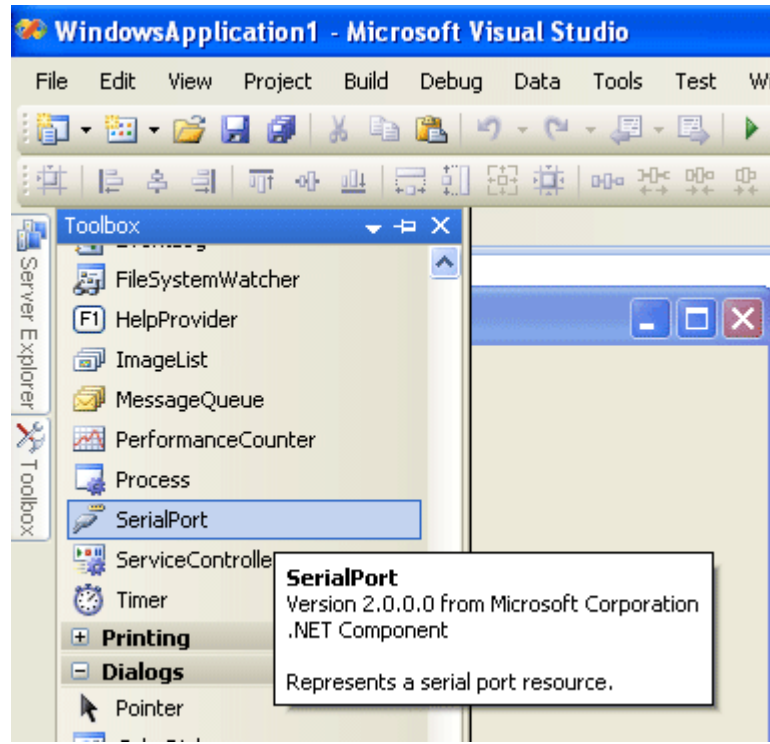 WindowsApplication1 - Microsoft Visual Studio
File Edit View Project Build Debug Data Tools Test
Toolbox
Server Explorer
Toolbox
FileSystemWatcher
F1 HelpProvider
ImageList
MessageQueue
PerformanceCounter
Process
SerialPort
ServiceControlle
Timer
Printing
Dialogs
Pointer
SerialPort
Version 2.0.0.0 from Microsoft Corporation
.NET Component
Represents a serial port resource.